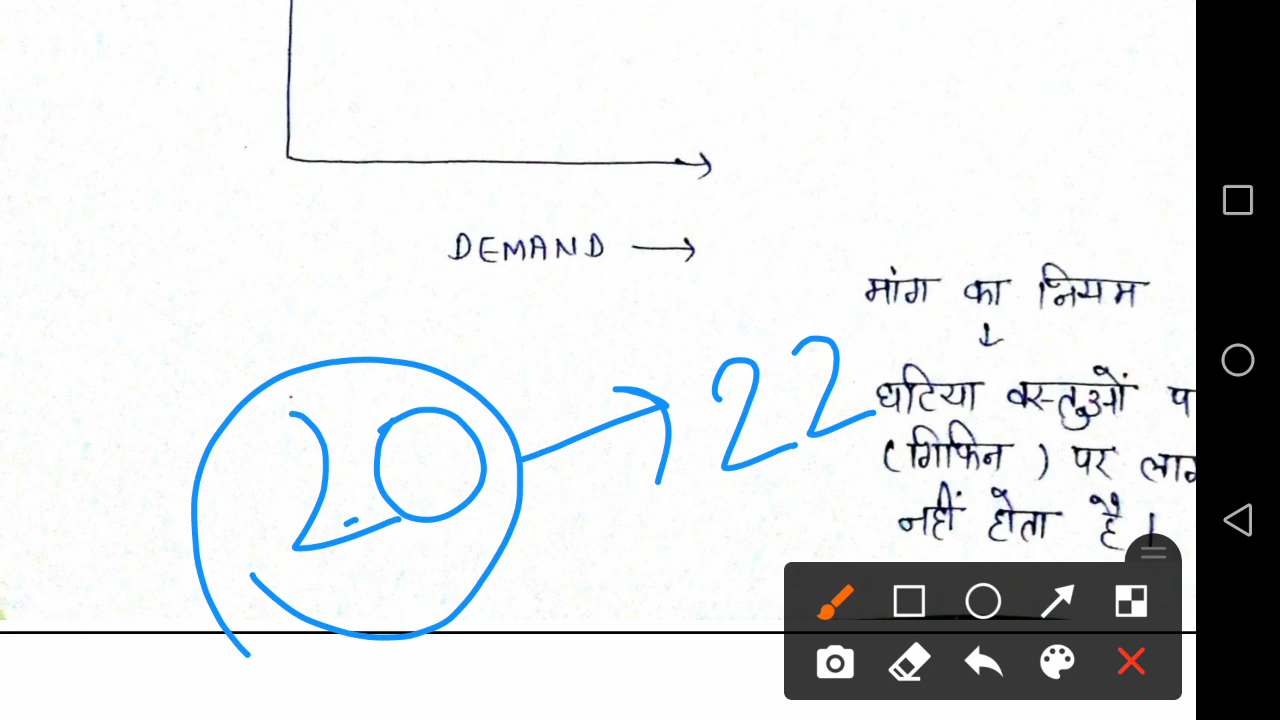 DEMAND →
मांग का नियम
↓
घटिया वस्तुओं
(गिफिन) पर
नहीं होता है।
20 → 22